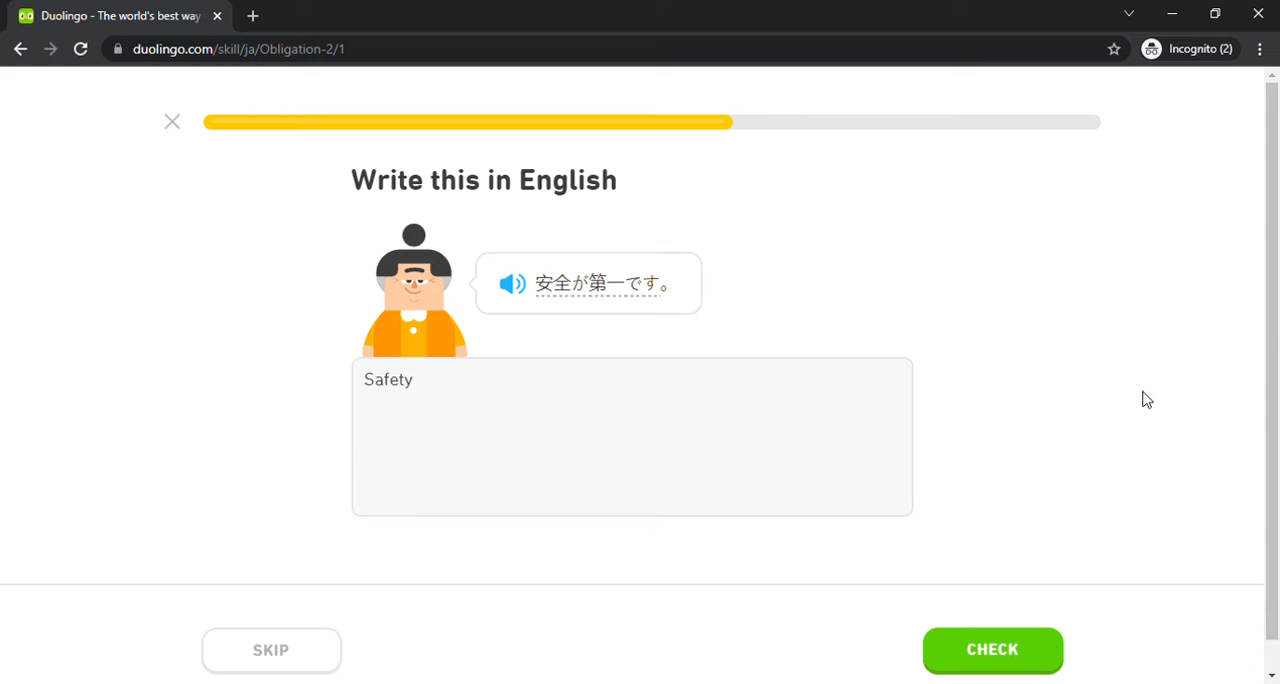 Duolingo - The world's best way
duolingo.com/skill/ja/Obligation-2/1
Incognito (2)
Write this in English
安全が第一です。
Safety
SKIP
CHECK